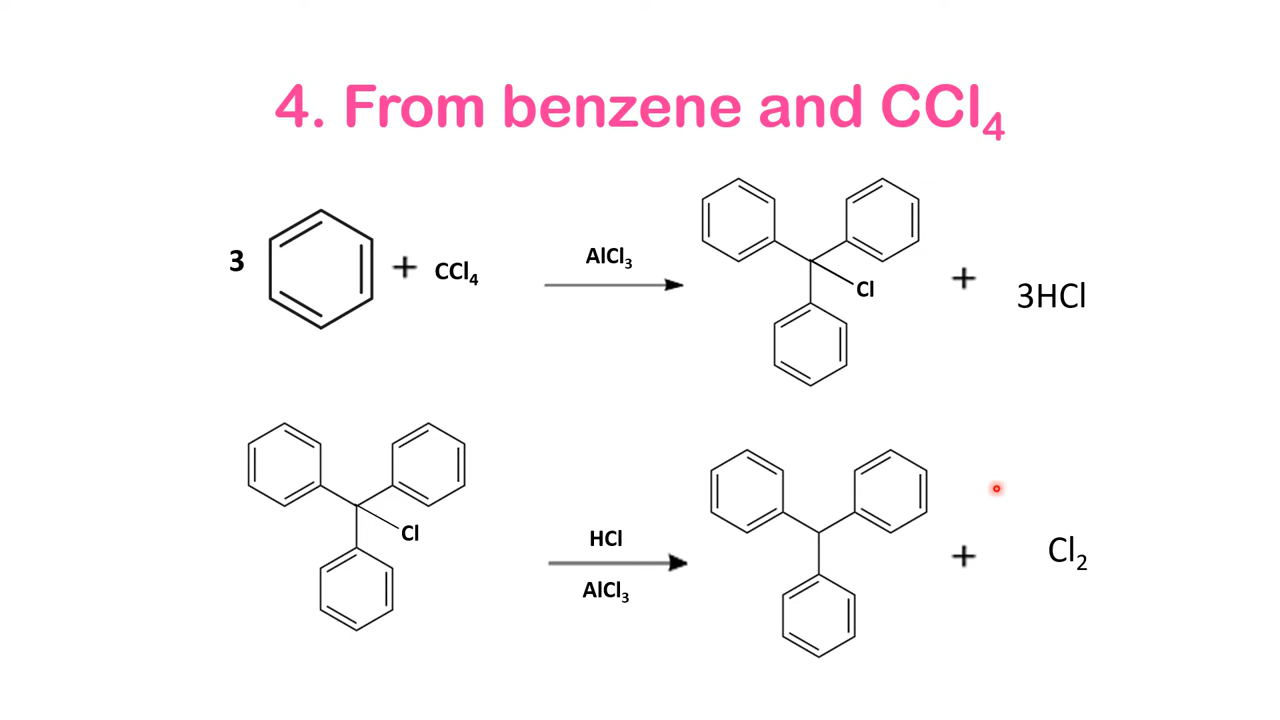 4. From benzene and CCl₄
3 + CCl₄ AlCl₃ Cl + 3HCl
Cl HCl AlCl₃ + Cl₂